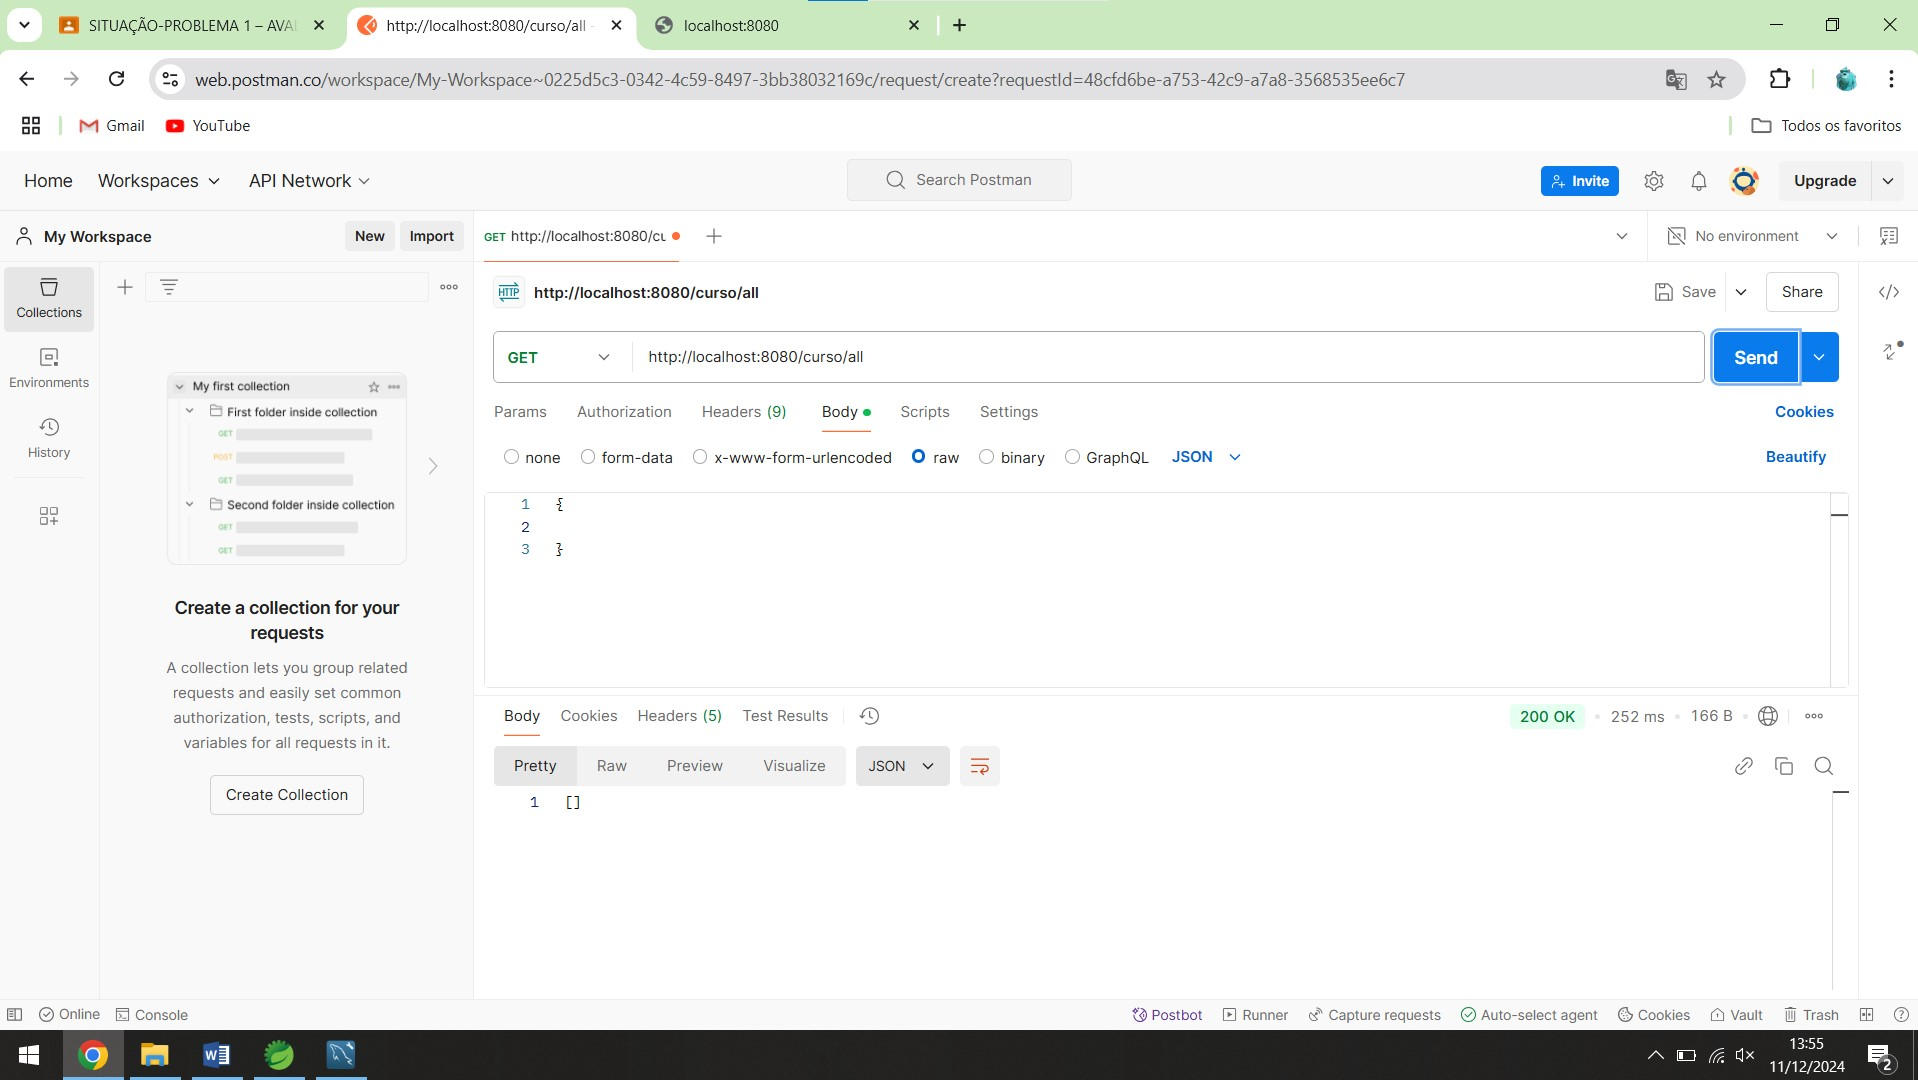 SITUAÇÃO-PROBLEMA 1 – AVAL
http://localhost:8080/curso/all -
localhost:8080
web.postman.co/workspace/My-Workspace~0225d5c3-0342-4c59-8497-3bb38032169c/request/create?requestId=48cfd6be-a753-42c9-a7a8-3568535ee6c7
Gmail
YouTube
Todos os favoritos
Home
Workspaces
API Network
Search Postman
Invite
Upgrade
My Workspace
New
Import
GET http://localhost:8080/cu
No environment
Collections
Environments
History
My first collection
First folder inside collection
GET
POST
GET
Second folder inside collection
GET
GET
Create a collection for your
requests
A collection lets you group related
requests and easily set common
authorization, tests, scripts, and
variables for all requests in it.
Create Collection
HTTP http://localhost:8080/curso/all
Save
Share
GET
http://localhost:8080/curso/all
Send
Params
Authorization
Headers (9)
Body
Scripts
Settings
Cookies
none
form-data
x-www-form-urlencoded
raw
binary
GraphQL
JSON
Beautify
1 {
2
3 }
Body
Cookies
Headers (5)
Test Results
200 OK
252 ms
166 B
Pretty
Raw
Preview
Visualize
JSON
1 []
Online
Console
Postbot
Runner
Capture requests
Auto-select agent
Cookies
Vault
Trash
13:55
11/12/2024
2